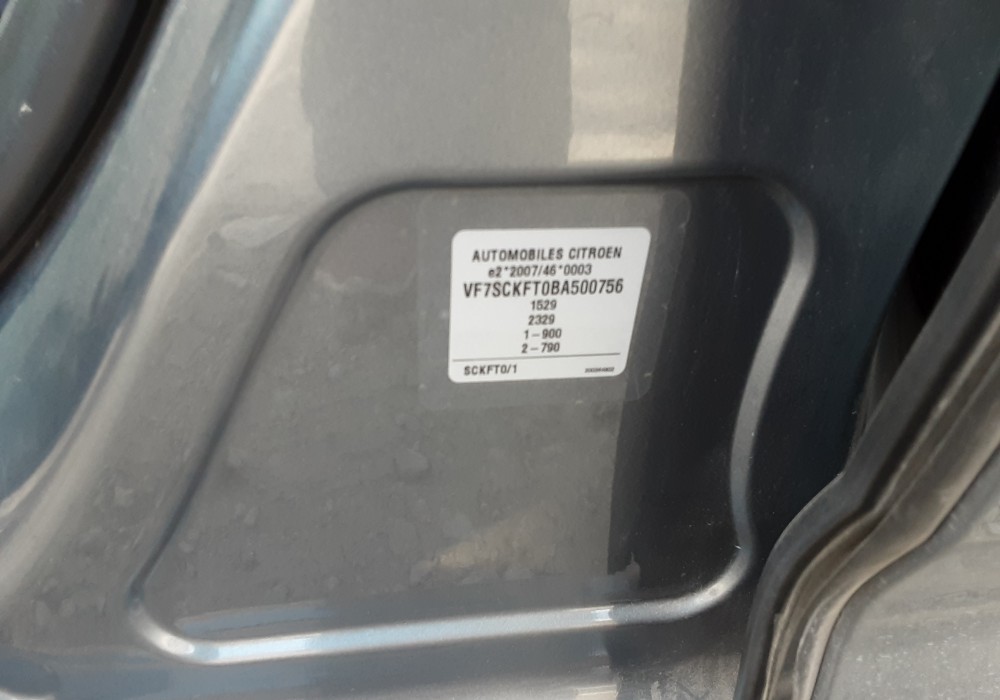 AUTOMOBILES CITROEN
e2*2007/46*0003
VF7SCKFT0BA500756
1529
2329
1-900
2-790
SCKFT0/1